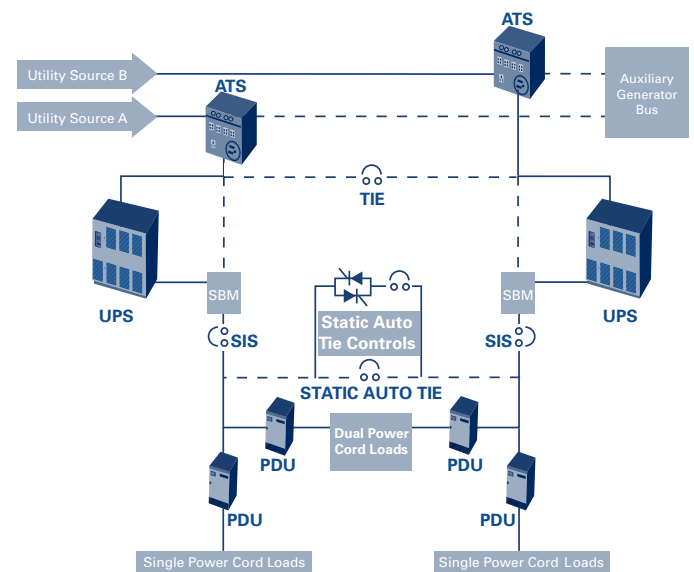 ATS
Utility Source B
ATS
Auxiliary
Generator
Bus
Utility Source A
TIE
SBM
SBM
UPS
UPS
Static Auto
Tie Controls
SIS
SIS
STATIC AUTO TIE
Dual Power
Cord Loads
PDU
PDU
PDU
PDU
Single Power Cord Loads
Single Power Cord Loads